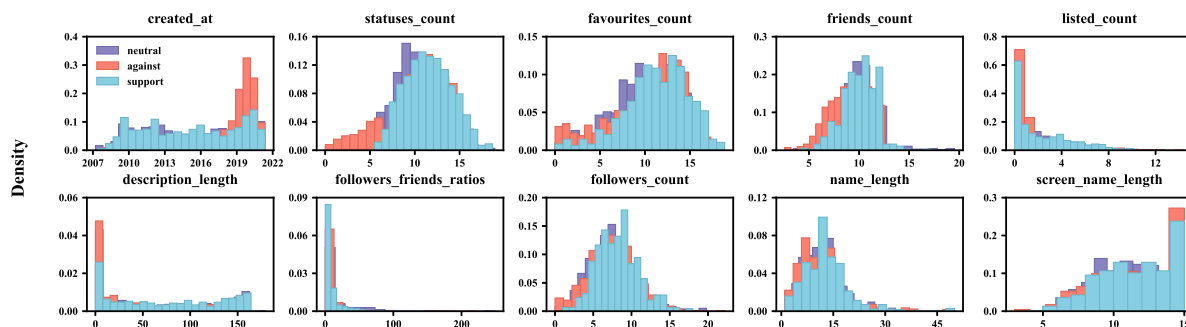 created_at
statuses_count
favourites_count
friends_count
listed_count
0.4
0.3
0.2
0.1
0.0
neutral
against
support
2007 2010 2013 2016 2019 2022
0.16
0.12
0.08
0.04
0.00
0 5 10 15
0.15
0.10
0.05
0.00
0 5 10 15
0.3
0.2
0.1
0.0
5 10 15 20
0.8
0.6
0.4
0.2
0.0
0 4 8 12
Density
description_length
followers_friends_ratios
followers_count
name_length
screen_name_length
0.06
0.04
0.02
0.00
0 50 100 150
0.09
0.06
0.03
0.00
0 100 200
0.20
0.15
0.10
0.05
0.00
0 5 10 15 20
0.12
0.08
0.04
0.00
0 15 30 45
0.3
0.2
0.1
0.0
5 10 15